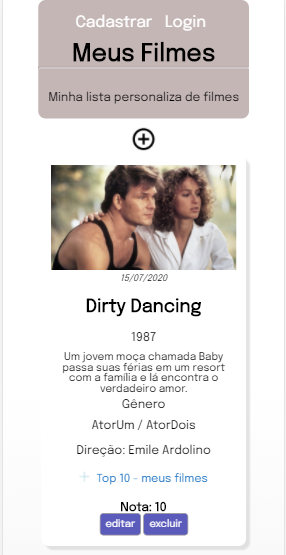 Cadastrar Login
Meus Filmes
Minha lista personaliza de filmes
15/07/2020
Dirty Dancing
1987
Um jovem moça chamada Baby
passa suas férias em um resort
com a família e lá encontra o
verdadeiro amor.
Gênero
AtorUm / AtorDois
Direção: Emile Ardolino
+ Top 10 - meus filmes
Nota: 10
editar excluir